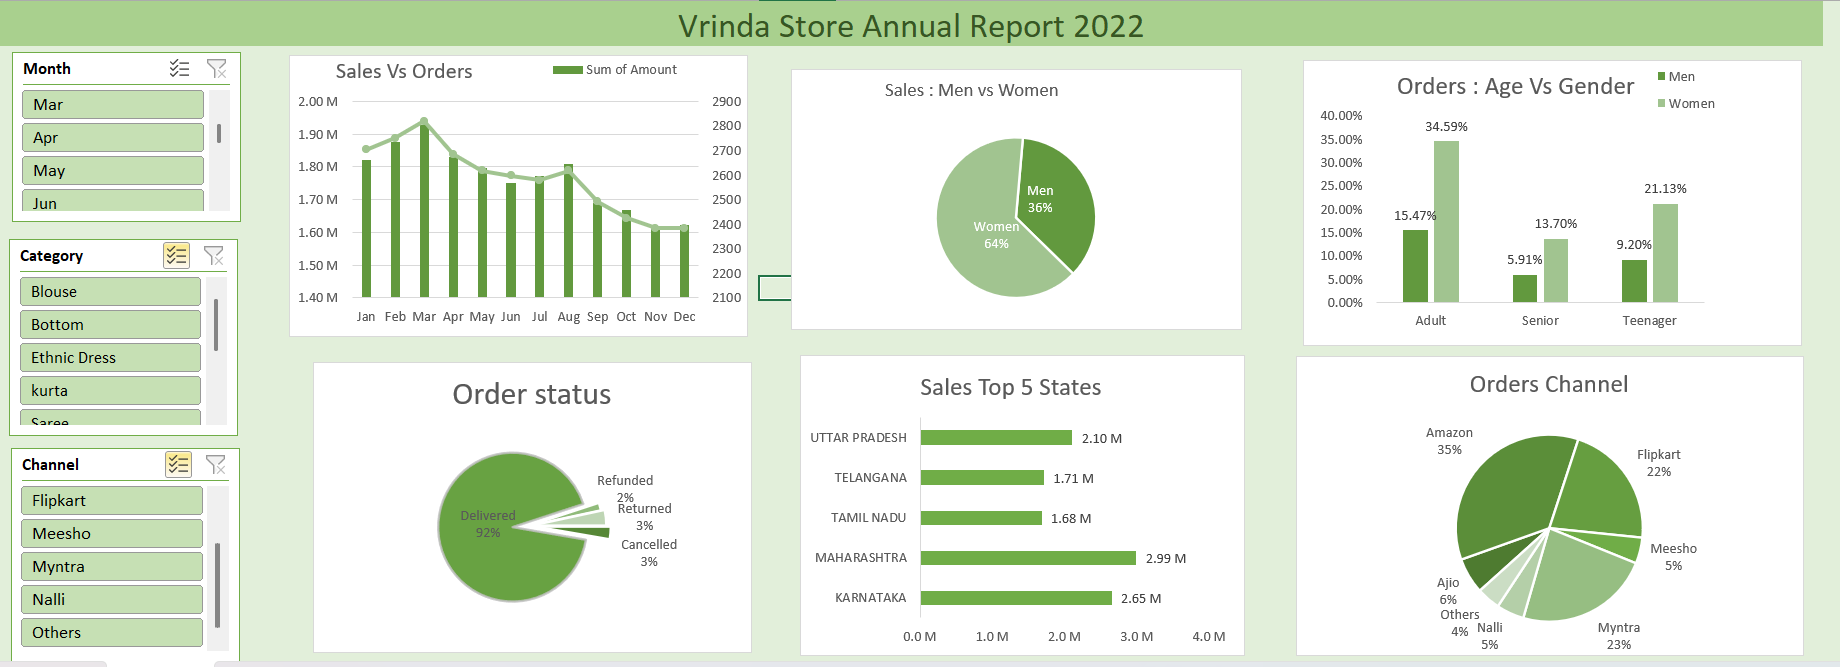 Vrinda Store Annual Report 2022
Month
Mar
Apr
May
Jun
Category
Blouse
Bottom
Ethnic Dress
kurta
Saree
Channel
Flipkart
Meesho
Myntra
Nalli
Others
Sales Vs Orders
Sum of Amount
2.00 M
1.90 M
1.80 M
1.70 M
1.60 M
1.50 M
1.40 M
2900
2800
2700
2600
2500
2400
2300
2200
2100
Jan Feb Mar Apr May Jun Jul Aug Sep Oct Nov Dec
Sales : Men vs Women
Men
36%
Women
64%
Orders : Age Vs Gender
Men
Women
40.00%
35.00%
30.00%
25.00%
20.00%
15.00%
10.00%
5.00%
0.00%
34.59%
15.47%
13.70%
5.91%
21.13%
9.20%
Adult Senior Teenager
Order status
Delivered
92%
Refunded
2%
Returned
3%
Cancelled
3%
Sales Top 5 States
UTTAR PRADESH 2.10 M
TELANGANA 1.71 M
TAMIL NADU 1.68 M
MAHARASHTRA 2.99 M
KARNATAKA 2.65 M
0.0 M 1.0 M 2.0 M 3.0 M 4.0 M
Orders Channel
Amazon
35%
Flipkart
22%
Meesho
5%
Myntra
23%
Nalli
5%
Others
4%
Ajio
6%